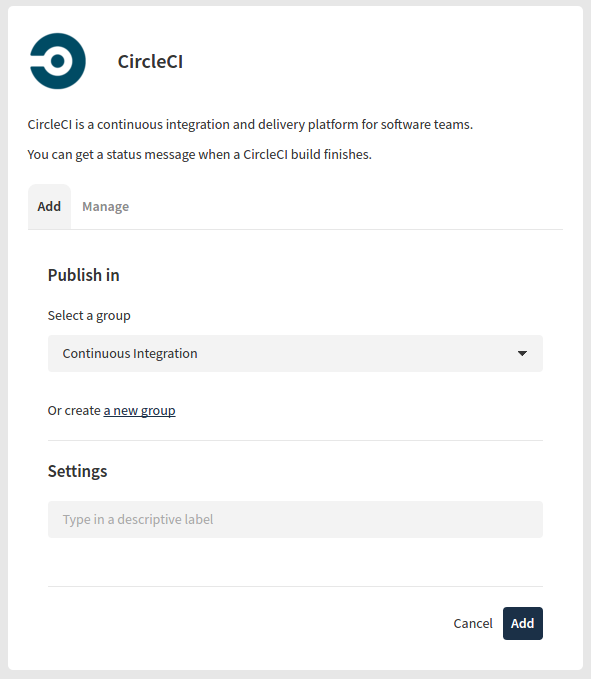 CircleCI
CircleCI is a continuous integration and delivery platform for software teams.
You can get a status message when a CircleCI build finishes.
Add Manage
Publish in
Select a group
Continuous Integration
Or create a new group
Settings
Type in a descriptive label
Cancel Add